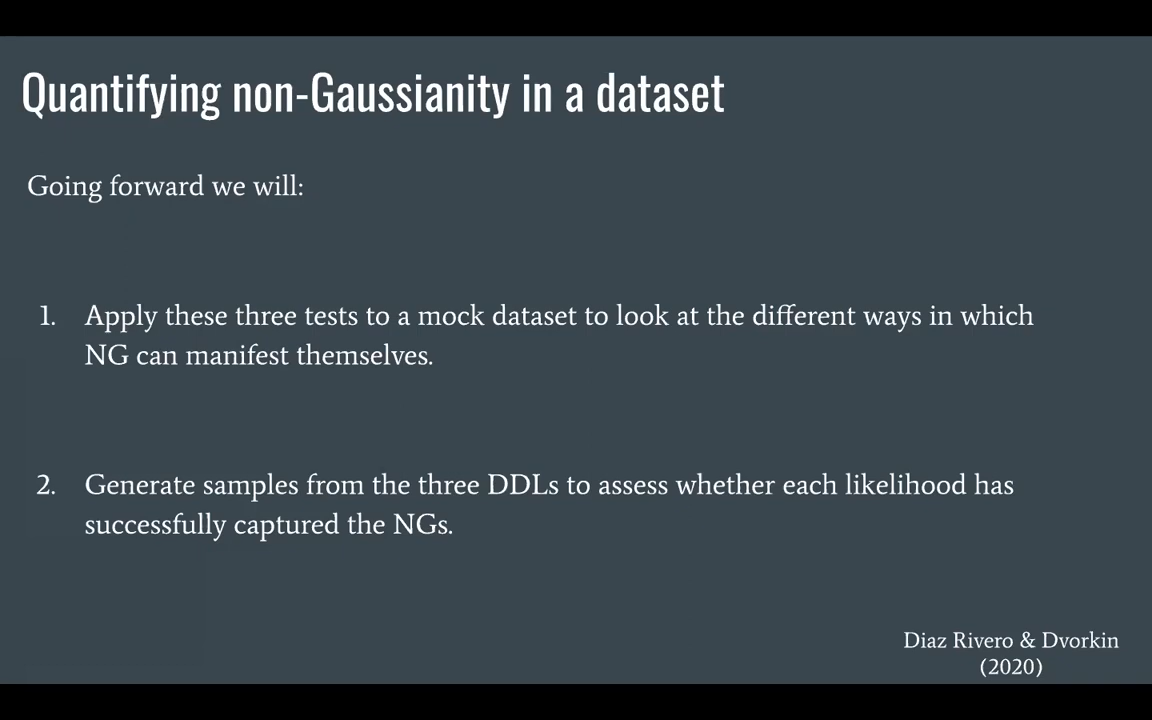 Quantifying non-Gaussianity in a dataset
Going forward we will:
1. Apply these three tests to a mock dataset to look at the different ways in which
NG can manifest themselves.
2. Generate samples from the three DDLs to assess whether each likelihood has
successfully captured the NGs.
Diaz Rivero & Dvorkin
(2020)